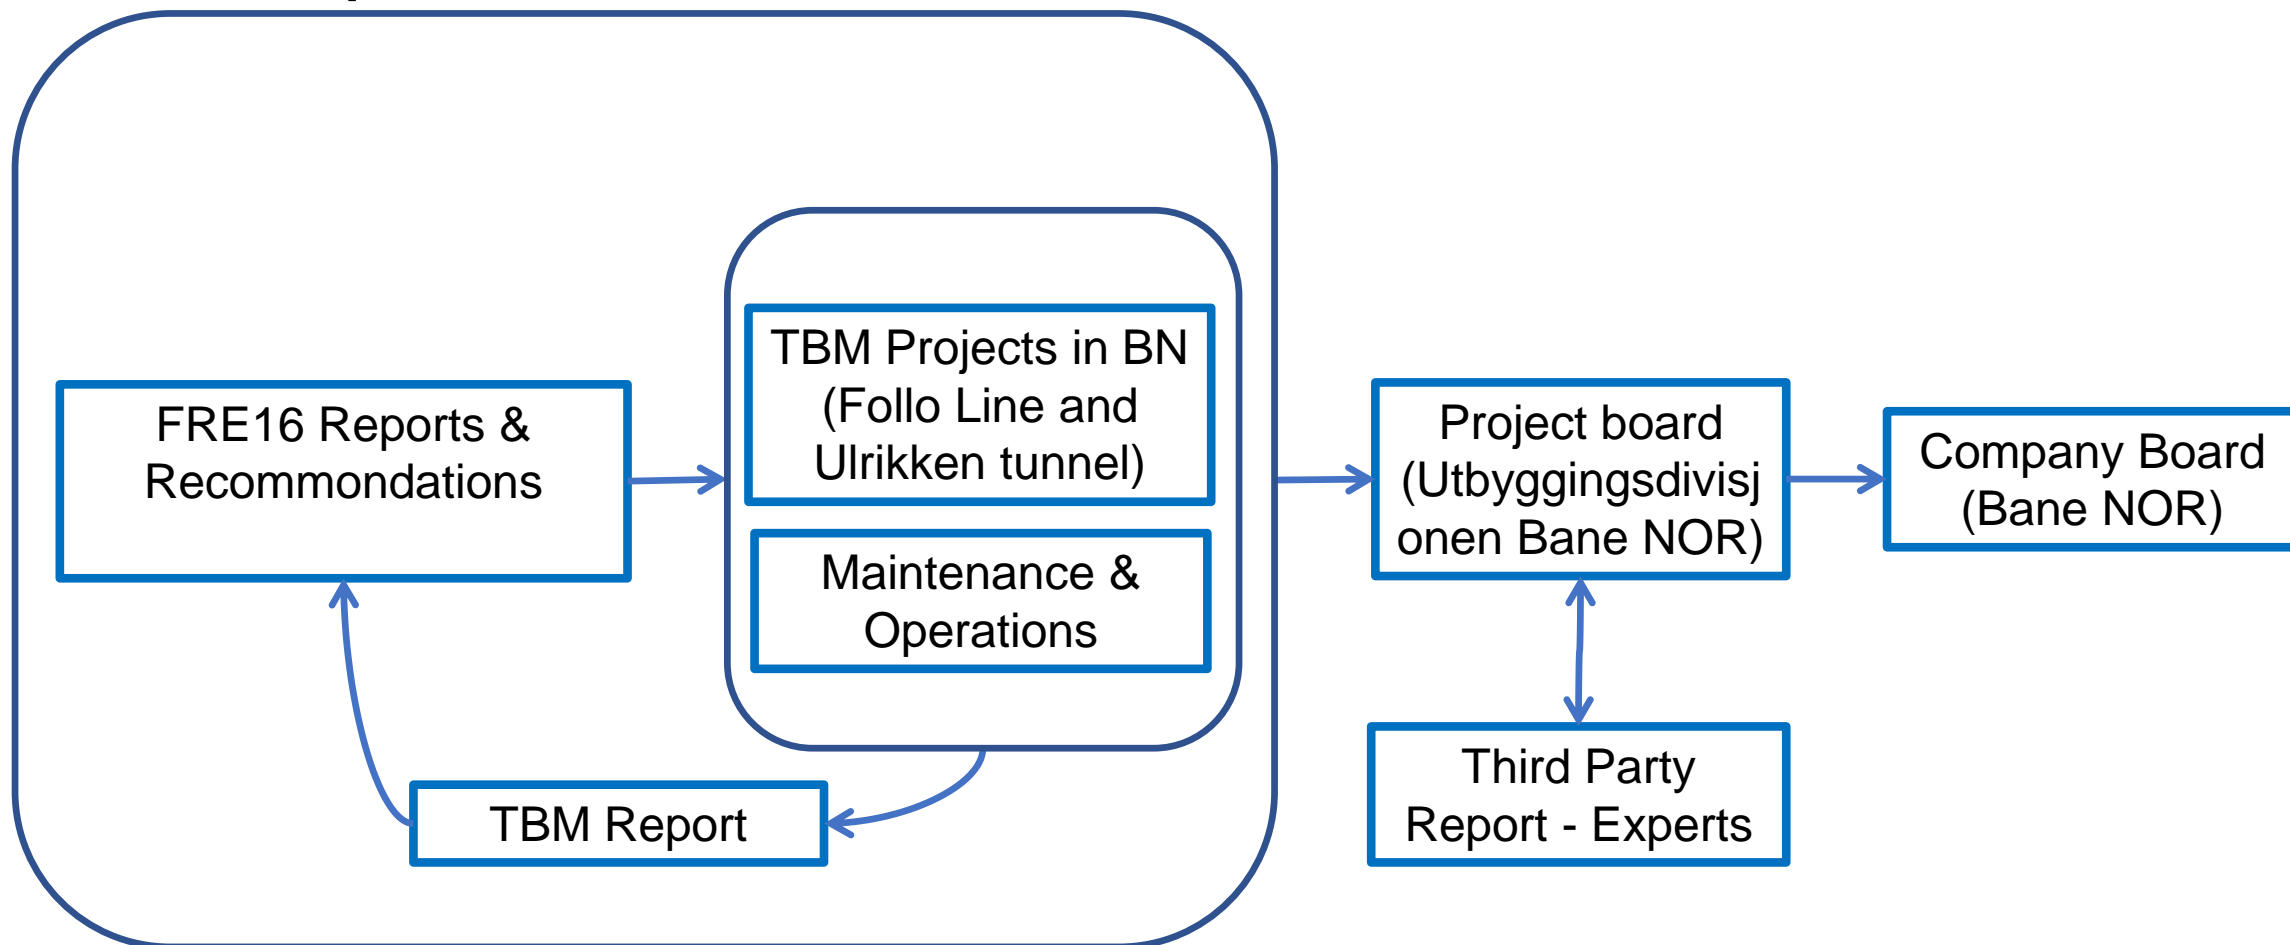 FRE16 Reports &
Recommondations
TBM Projects in BN
(Follo Line and
Ulrikken tunnel)
Maintenance &
Operations
TBM Report
Project board
(Utbyggingsdivisj
onen Bane NOR)
Third Party
Report - Experts
Company Board
(Bane NOR)